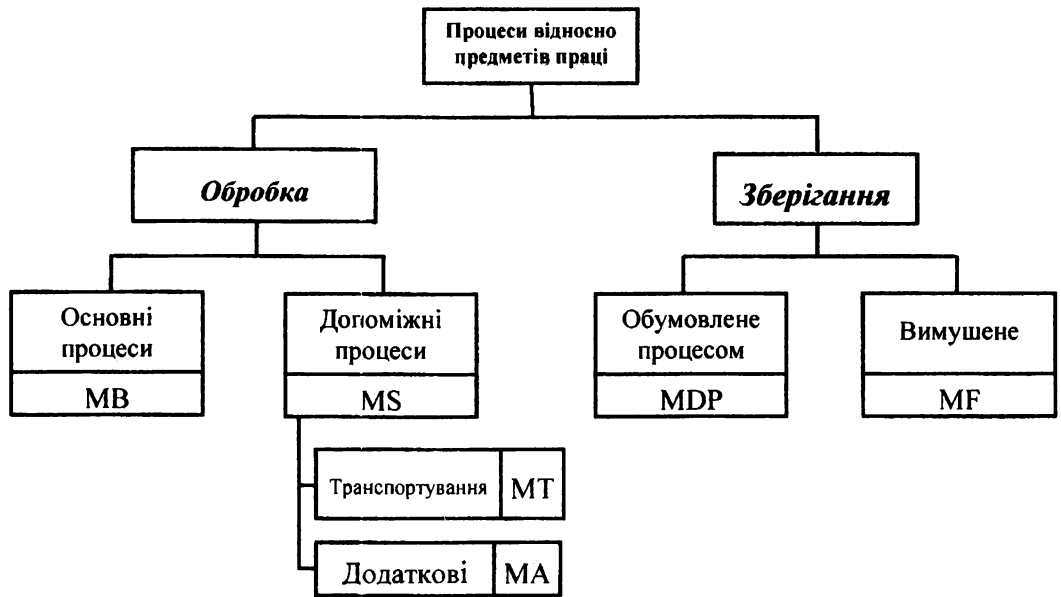 Процеси відносно
предметів праці
Обробка
Зберігання
Основні
процеси
MB
Допоміжні
процеси
MS
Обумовлене
процесом
MDP
Вимушене
MF
Транспортування
MT
Додаткові
MA